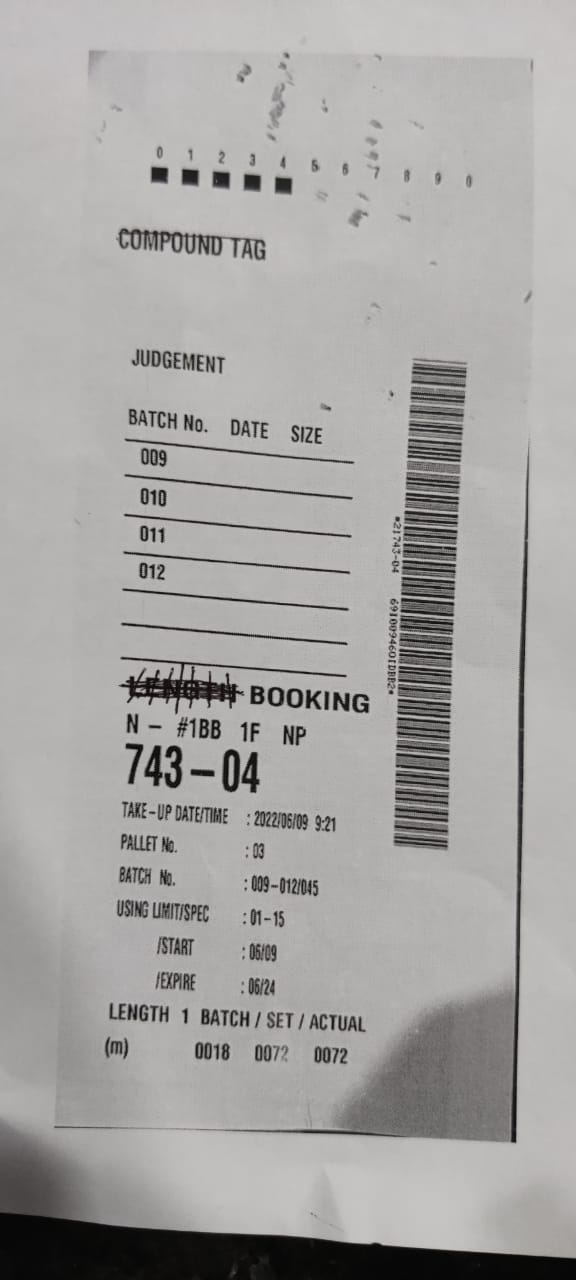 0 1 2 3 4 5 6 7 8 9 0
COMPOUND TAG
JUDGEMENT
BATCH No. DATE SIZE
009
010
011
012
LENGTH BOOKING
N - #1BB 1F NP
743-04
TAKE-UP DATE/TIME : 2022/06/09 9:21
PALLET No. : 03
BATCH No. : 009-012/045
USING LIMIT/SPEC : 01-15
/START : 06/09
/EXPIRE : 06/24
LENGTH 1 BATCH / SET / ACTUAL
(m) 0018 0072 0072
*21743-04 6910094601DBB2*